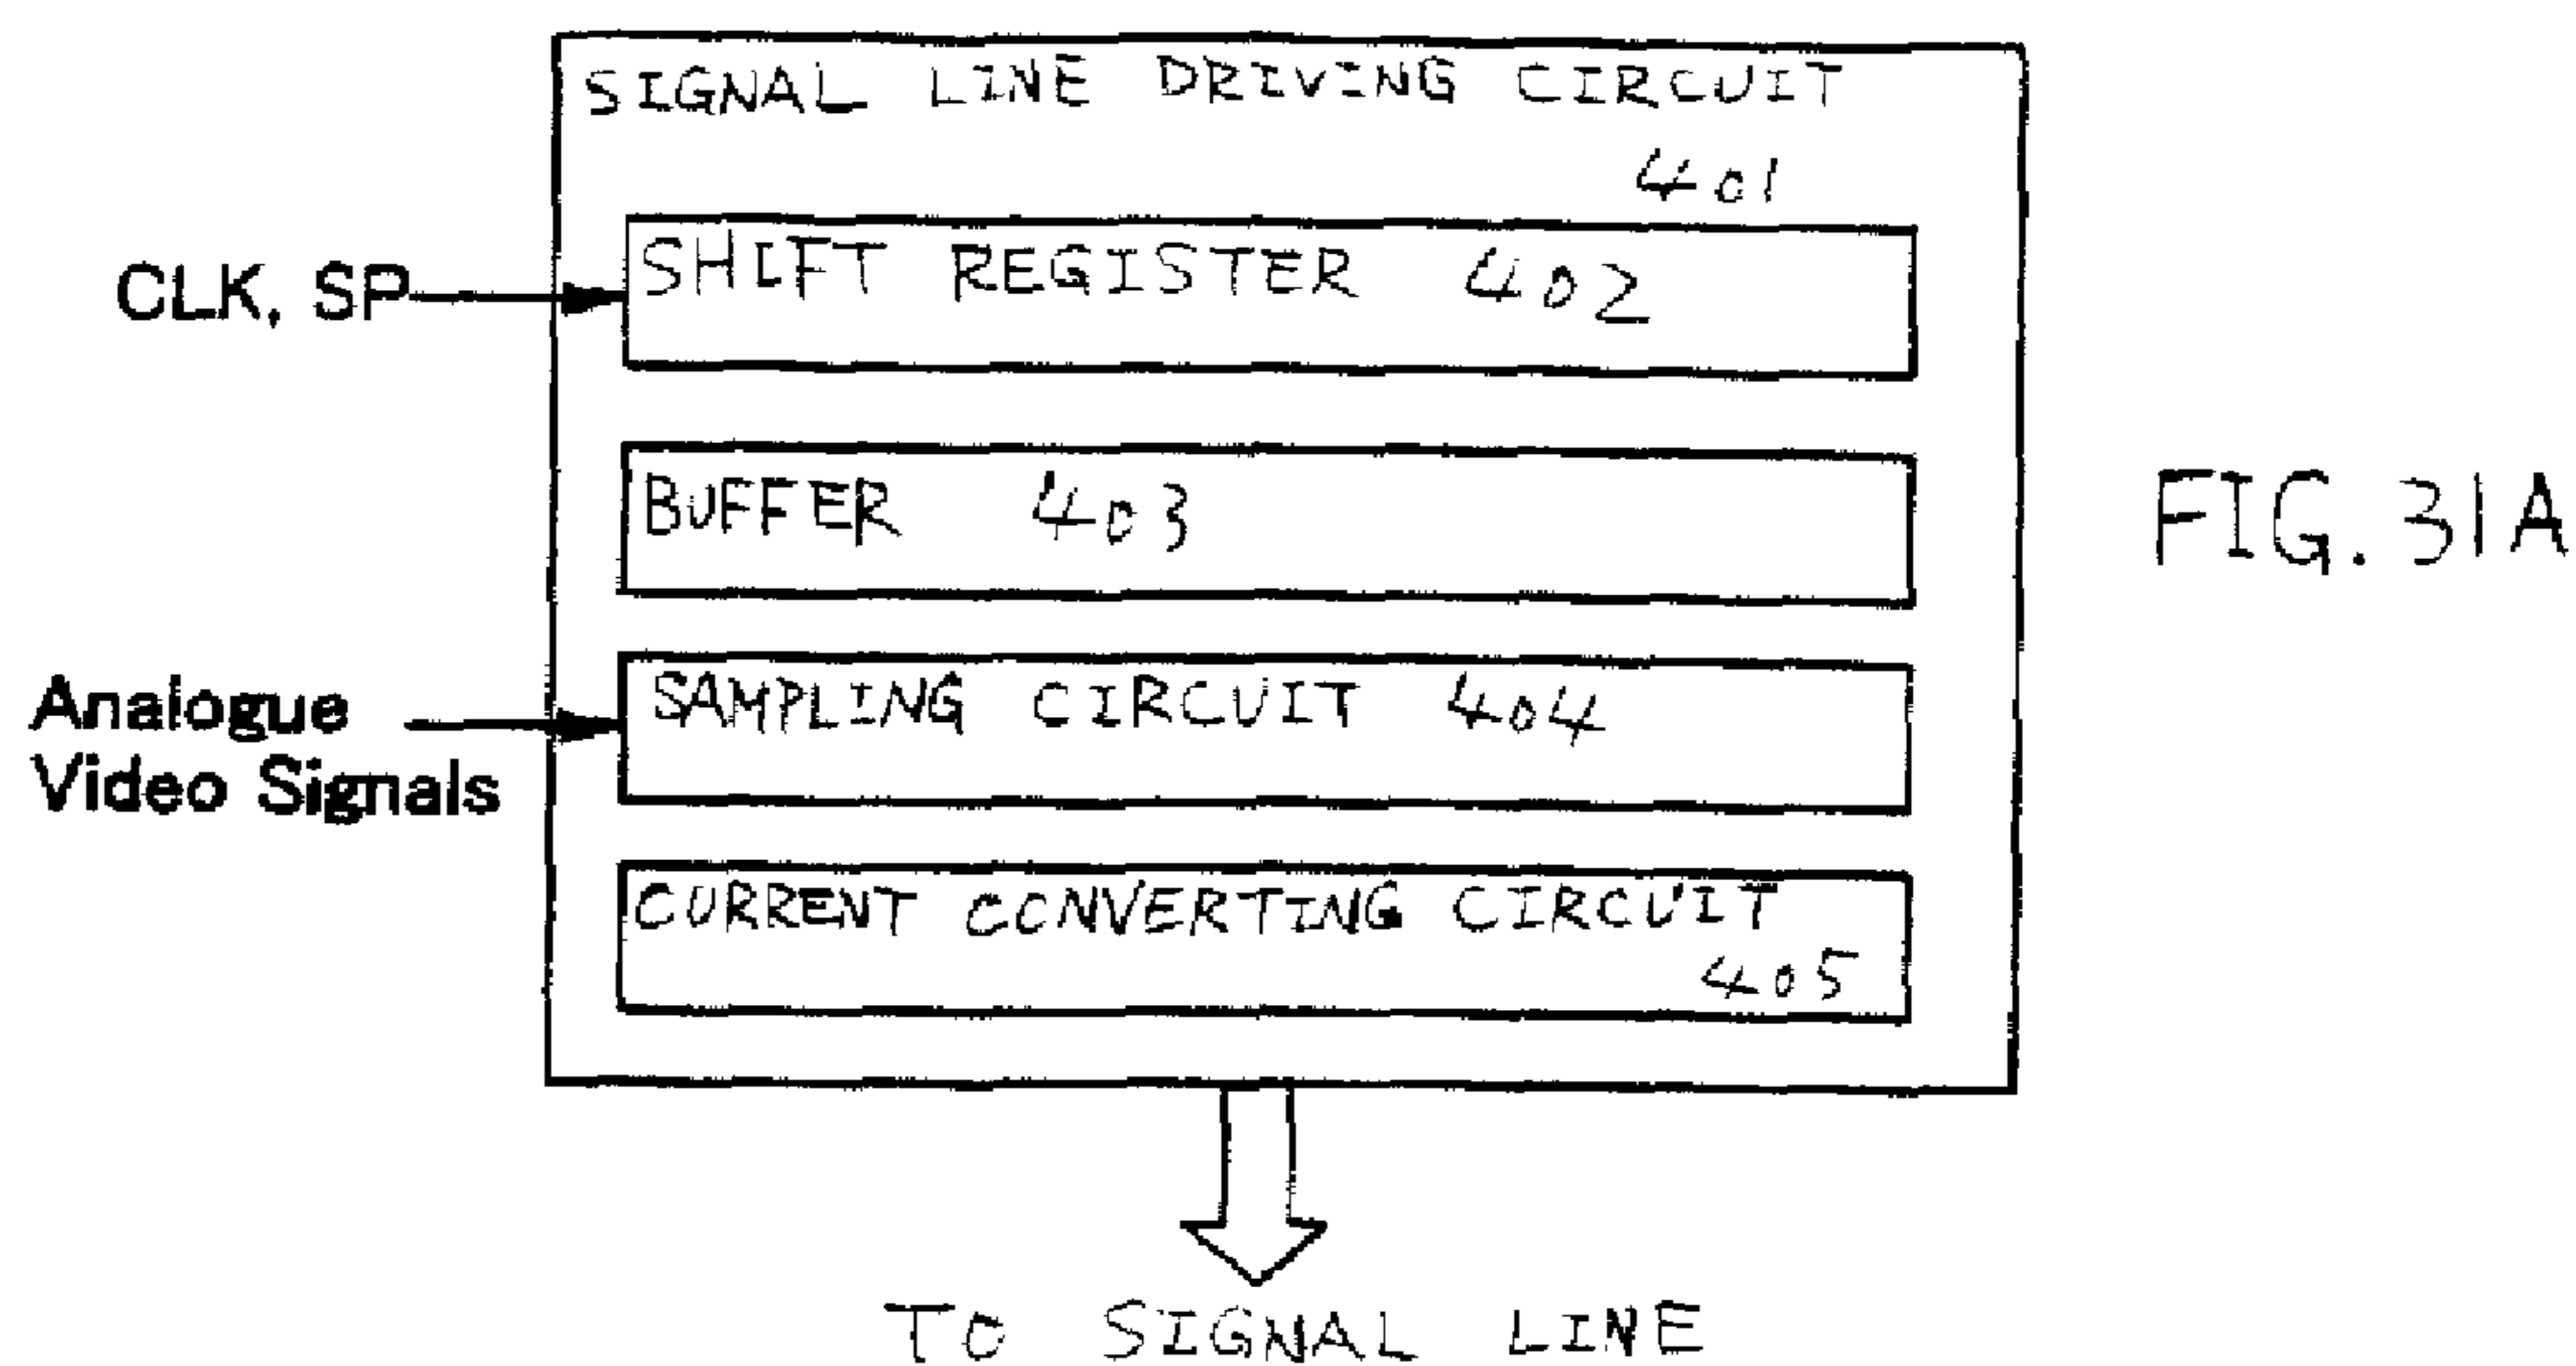 SIGNAL LINE DRIVING CIRCUIT
401
CLK, SP
SHIFT REGISTER 402
BUFFER 403
FIG. 31A
Analogue
Video Signals
SAMPLING CIRCUIT 404
CURRENT CONVERTING CIRCUIT
405
TO SIGNAL LINE